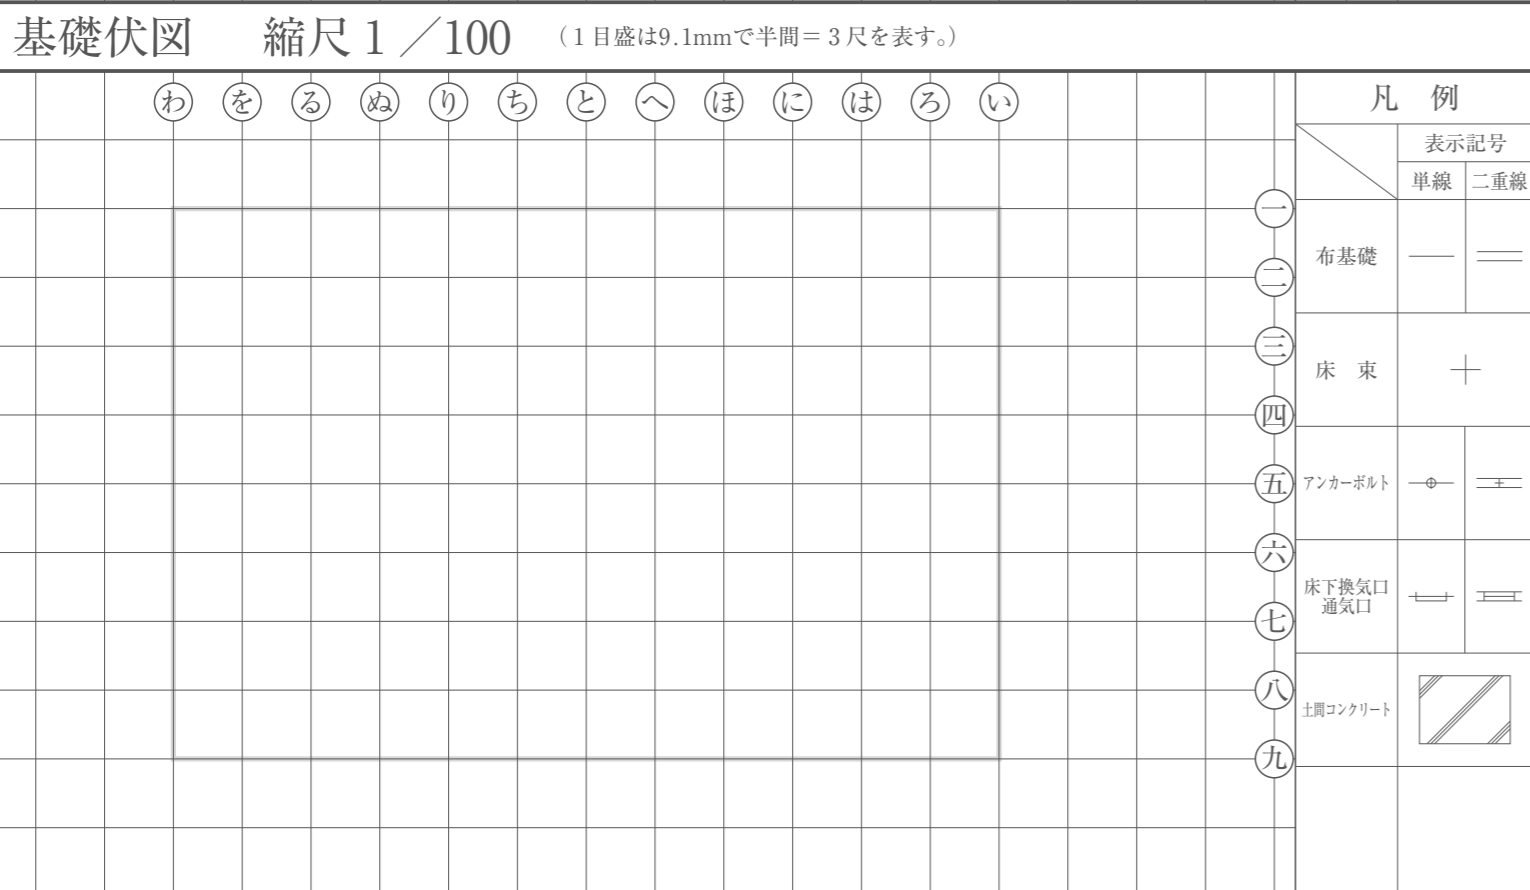 基礎伏図　縮尺１／100　（１目盛は9.1mmで半間＝３尺を表す。）
わ を る ぬ り ち と へ ほ に は ろ い
一
二
三
四
五
六
七
八
九
凡　例
表示記号
単線 二重線
布基礎
床　束
アンカーボルト
床下換気口
通気口
土間コンクリート